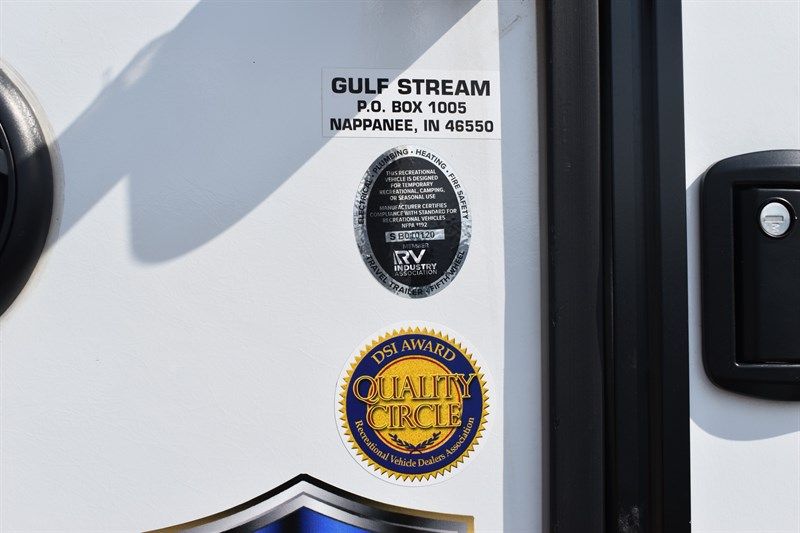 GULF STREAM
P.O. BOX 1005
NAPPANEE, IN 46550
ELECTRICAL • PLUMBING • HEATING • FIRE SAFETY
THIS RECREATIONAL
VEHICLE IS DESIGNED
FOR TEMPORARY
RECREATIONAL, CAMPING,
OR SEASONAL USE
MANUFACTURER CERTIFIES
COMPLIANCE WITH STANDARD FOR
RECREATIONAL VEHICLES
NFPA 1192
MEMBER
RV
INDUSTRY
ASSOCIATION
TRAVEL TRAILER • FIFTH WHEEL
DSI AWARD
QUALITY
CIRCLE
Recreational Vehicle Dealers Association